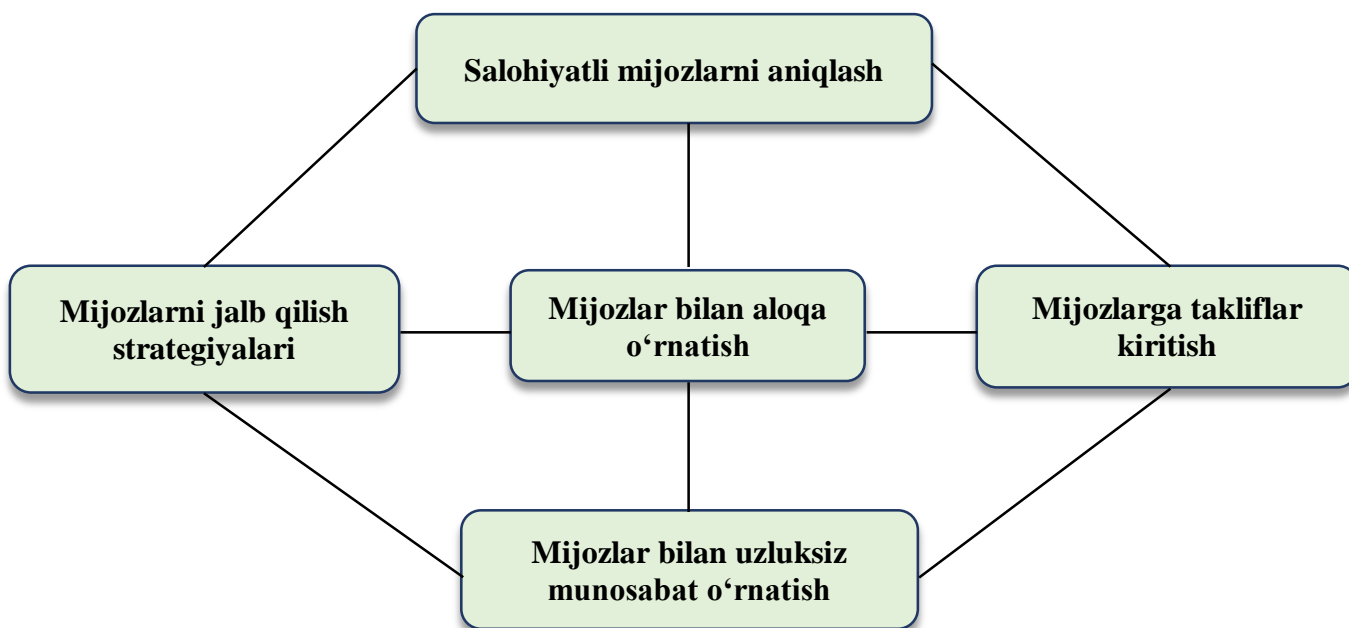 Salohiyatli mijozlarni aniqlash
Mijozlarni jalb qilish
strategiyalari
Mijozlar bilan aloqa
o‘rnatish
Mijozlarga takliflar
kiritish
Mijozlar bilan uzluksiz
munosabat o‘rnatish